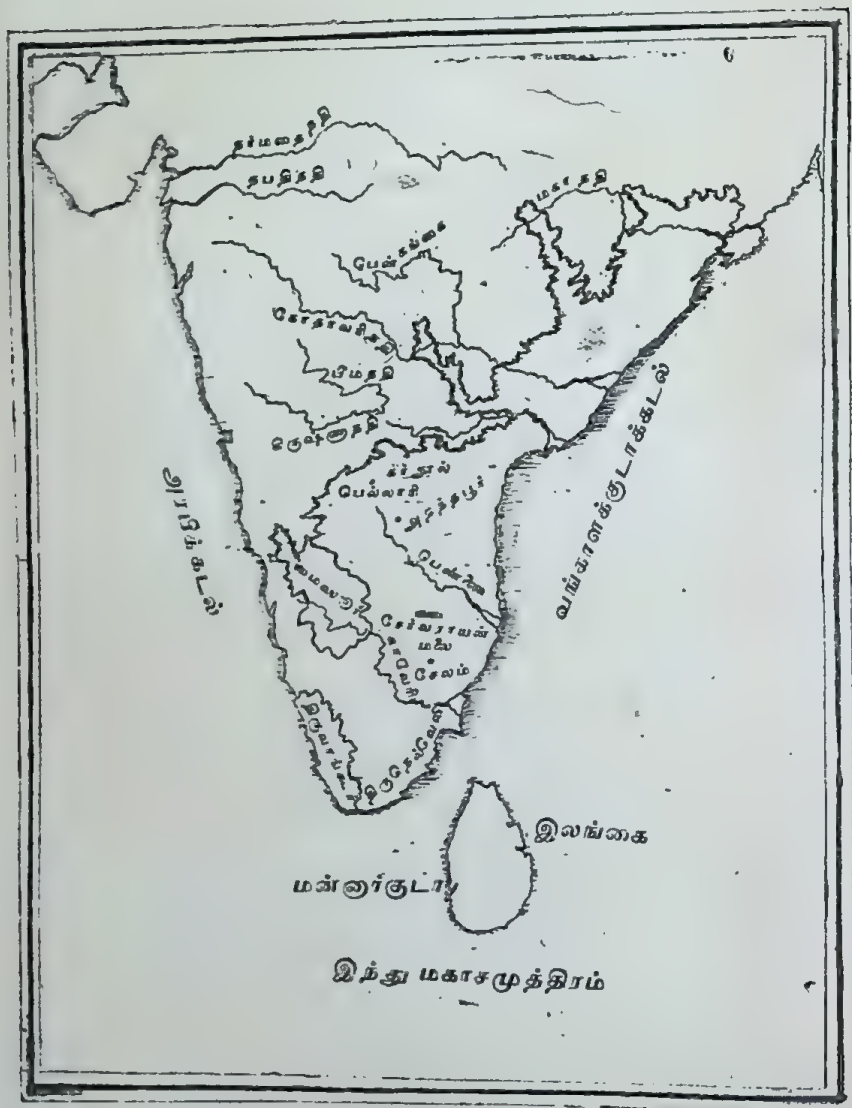 நர்மதைநதி
தபதிநதி
மகாநதி
பென்கங்கை
கோதாவரிநதி
பீமநதி
கிருஷ்ணாநதி
கர்நூல்
பெல்லாரி
அநந்தபூர்
வங்காளக்குடாக்கடல்
அரபிக்கடல்
பெண்ணை
மைசூர்
சேர்வராயன்
மலை
காவேரி
சேலம்
திருவாங்கூர்
திருநெல்வேலி
இலங்கை
மன்னார்குடா
இந்து மகாசமுத்திரம்